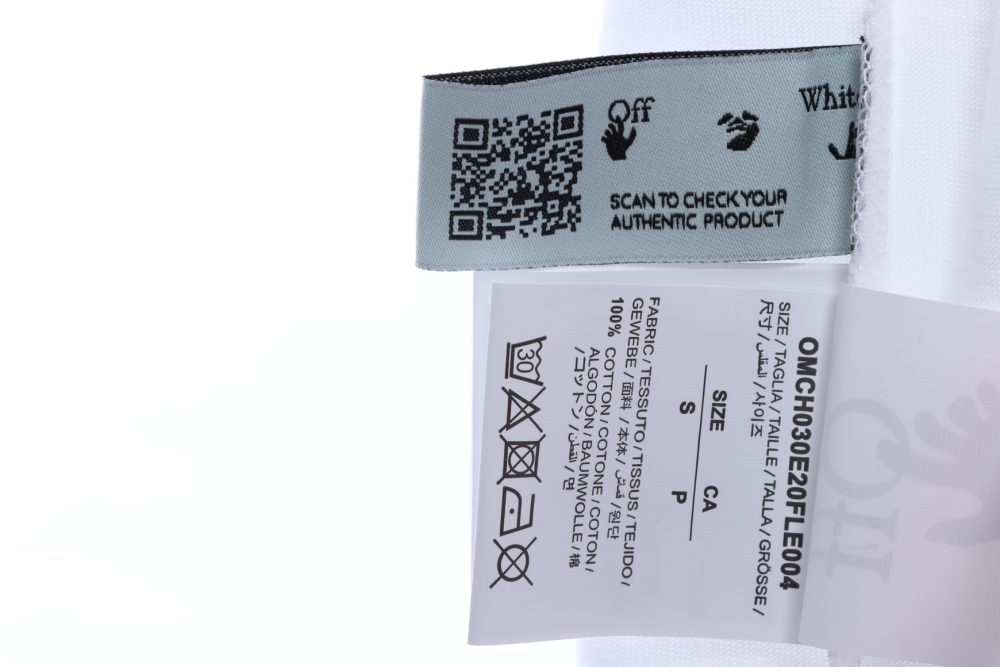 Off
Whit
SCAN TO CHECK YOUR
AUTHENTIC PRODUCT
OMCH030E20FLE004
SIZE / TAGLIA / TAILLE / TALLA / GRÖSSE /
尺寸 / المقاس / 사이즈
SIZE CA
S P
FABRIC / TESSUTO / TISSUS / TEJIDO /
GEWEBE / 面料 / 本体 / قماش / 원단
100% COTTON / COTONE / COTON /
ALGODÓN / BAUMWOLLE / 棉
/ コットン / القطن / 면
30
Off